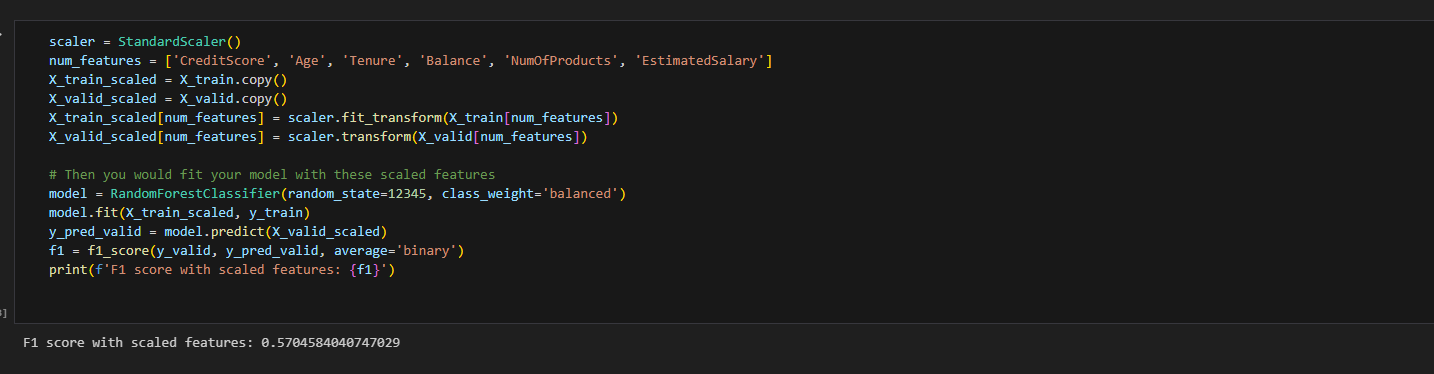 scaler = StandardScaler()
num_features = ['CreditScore', 'Age', 'Tenure', 'Balance', 'NumOfProducts', 'EstimatedSalary']
X_train_scaled = X_train.copy()
X_valid_scaled = X_valid.copy()
X_train_scaled[num_features] = scaler.fit_transform(X_train[num_features])
X_valid_scaled[num_features] = scaler.transform(X_valid[num_features])
# Then you would fit your model with these scaled features
model = RandomForestClassifier(random_state=12345, class_weight='balanced')
model.fit(X_train_scaled, y_train)
y_pred_valid = model.predict(X_valid_scaled)
f1 = f1_score(y_valid, y_pred_valid, average='binary')
print(f'F1 score with scaled features: {f1}')
]
F1 score with scaled features: 0.5704584040747029